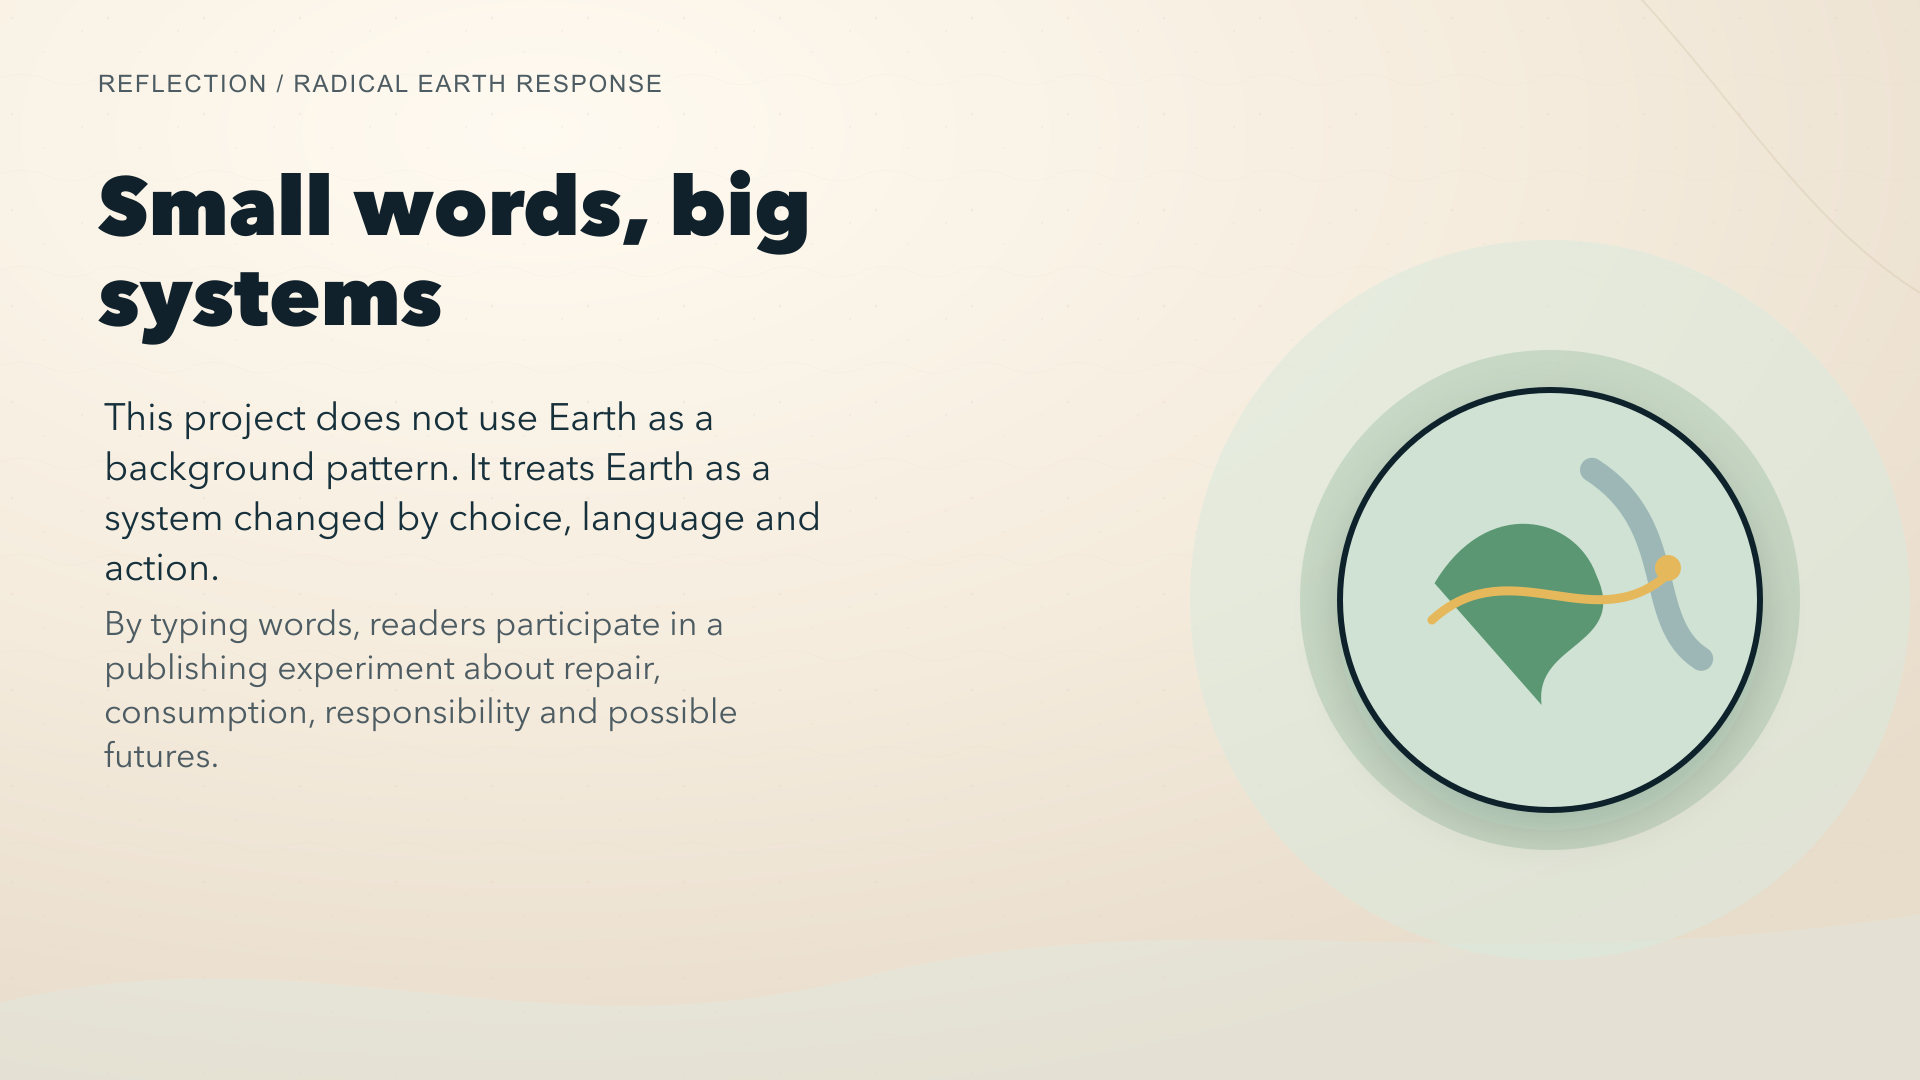 REFLECTION / RADICAL EARTH RESPONSE
Small words, big
systems
This project does not use Earth as a
background pattern. It treats Earth as a
system changed by choice, language and
action.
By typing words, readers participate in a
publishing experiment about repair,
consumption, responsibility and possible
futures.